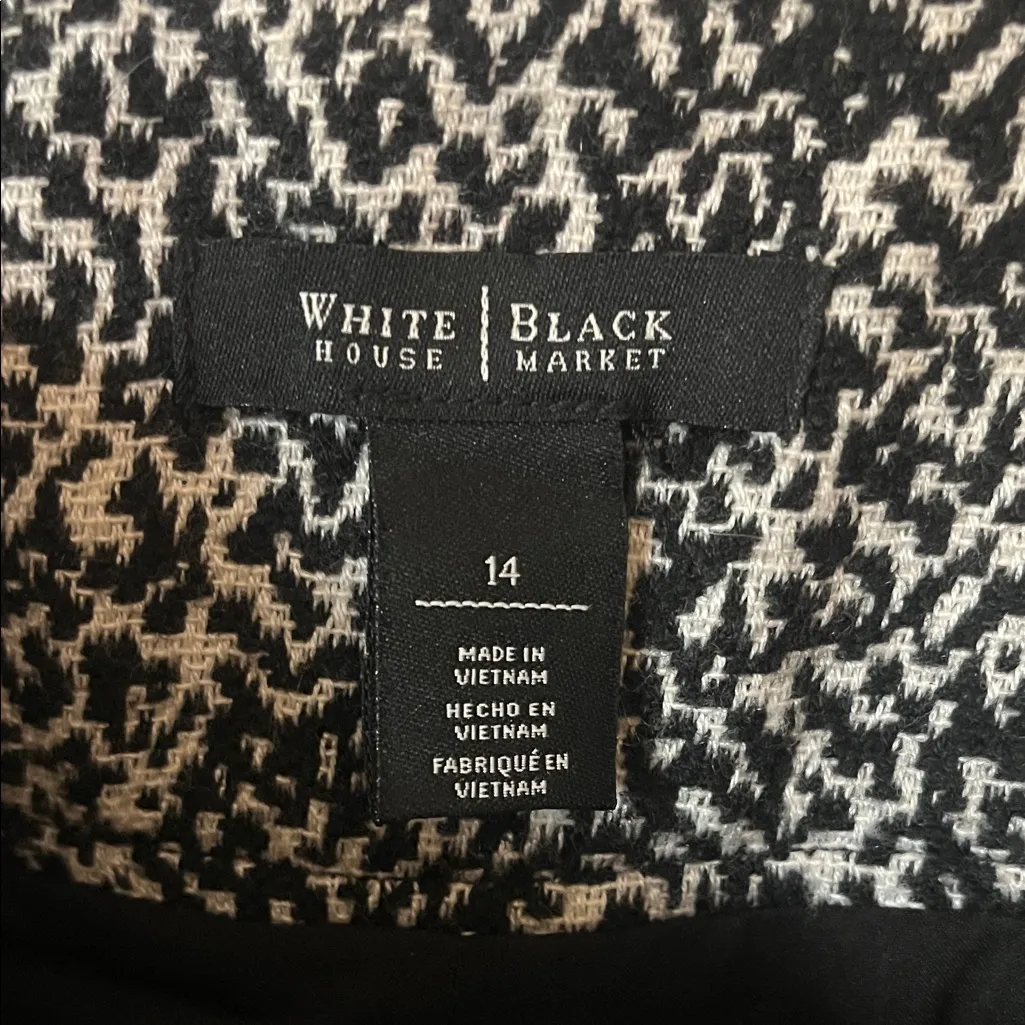 WHITE | BLACK
HOUSE | MARKET
14
MADE IN
VIETNAM
HECHO EN
VIETNAM
FABRIQUÉ EN
VIETNAM